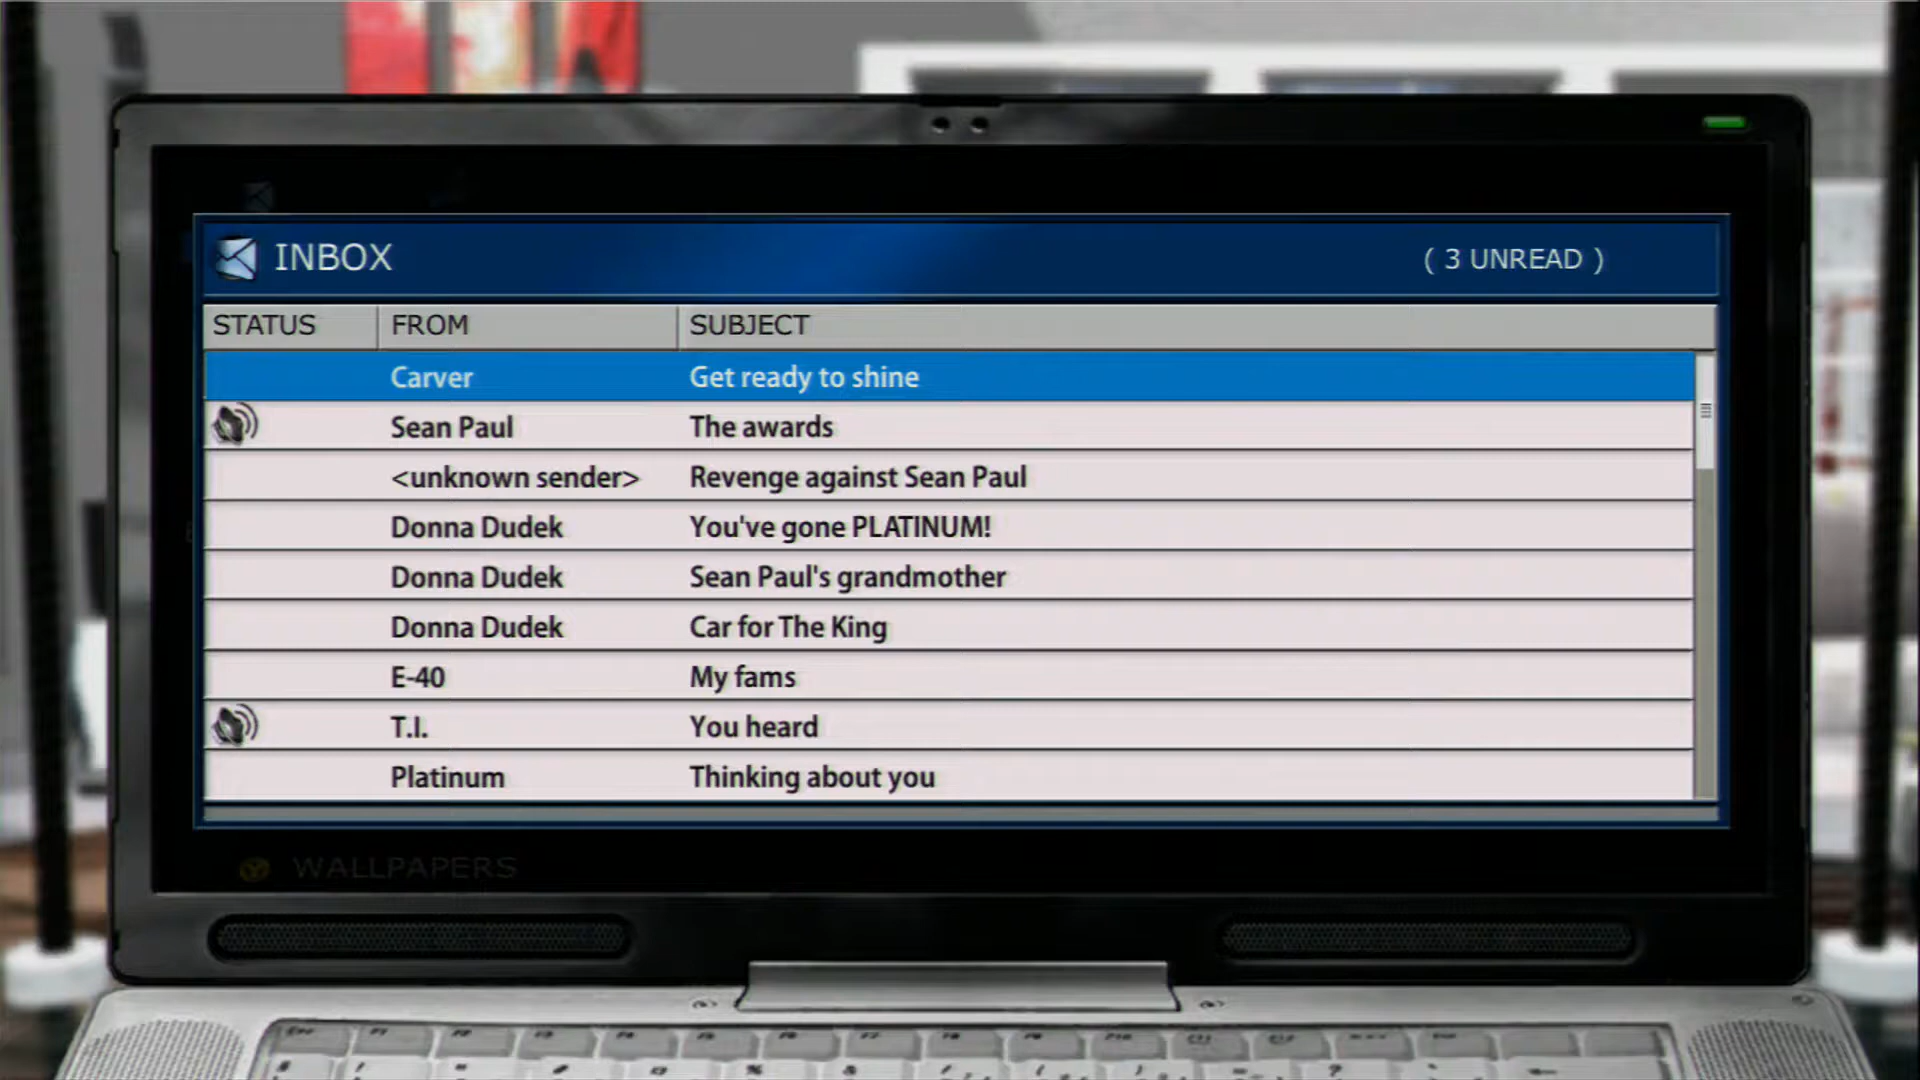 INBOX ( 3 UNREAD )
STATUS FROM SUBJECT
Carver Get ready to shine
Sean Paul The awards
<unknown sender> Revenge against Sean Paul
Donna Dudek You've gone PLATINUM!
Donna Dudek Sean Paul's grandmother
Donna Dudek Car for The King
E-40 My fams
T.I. You heard
Platinum Thinking about you
WALLPAPERS